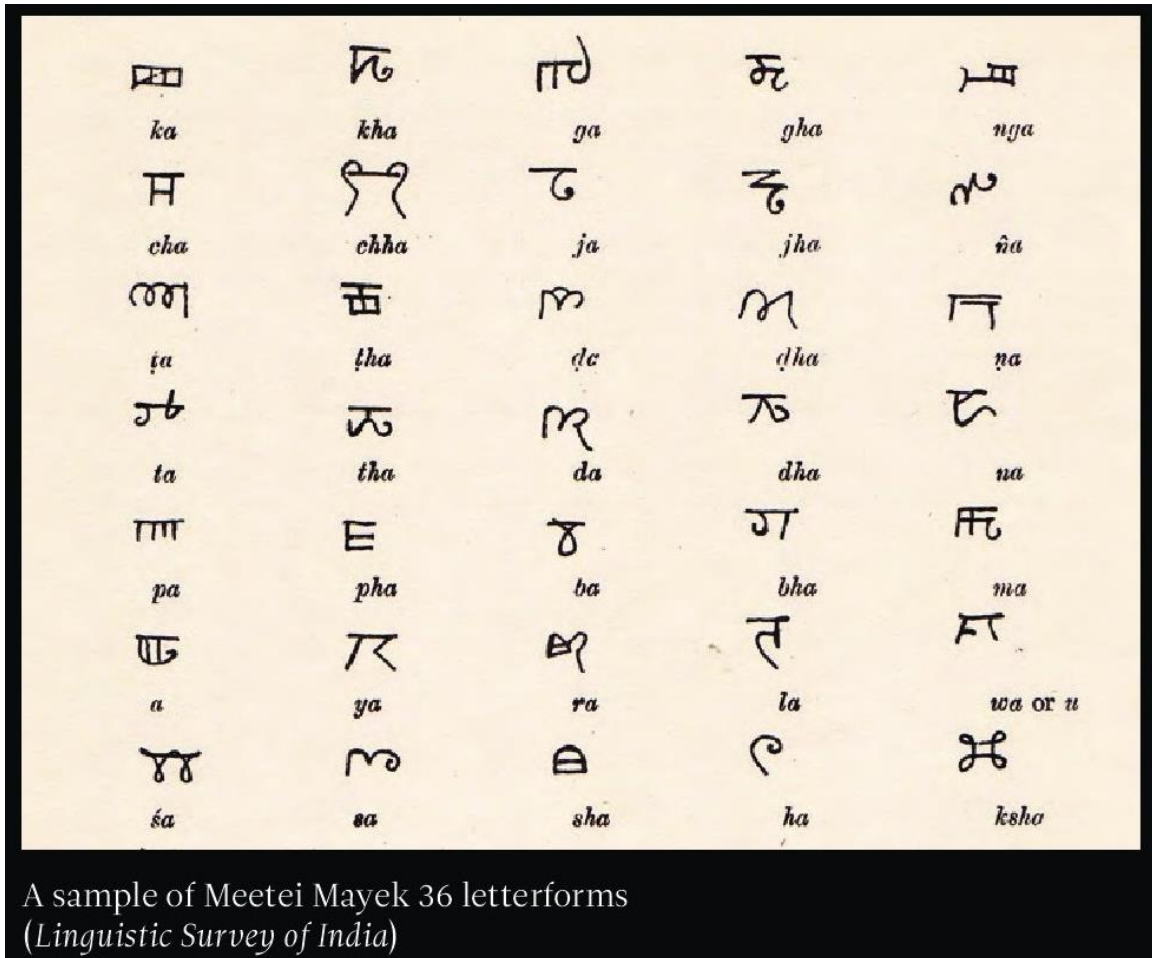 ꯀ ꯈ ꯒ ꯘ ꯉ
ka kha ga gha nga
ꯆ ꫢ ꯖ ꯓ ꫣ
cha chha ja jha ña
ꫤ ꫥ ꫦ ꫧ ꫨ
ṭa ṭha ḍc ḍha ṇa
ꯇ ꯊ ꯗ ꯙ ꯅ
ta tha da dha na
ꯄ ꯐ ꯕ ꯚ ꯃ
pa pha ba bha ma
ꯑ ꯌ ꯔ ꯂ ꯋ
a ya ra la wa or u
ꫩ ꯁ ꫪ ꯍ
śa sa sha ha ksha
A sample of Meetei Mayek 36 letterforms
(Linguistic Survey of India)